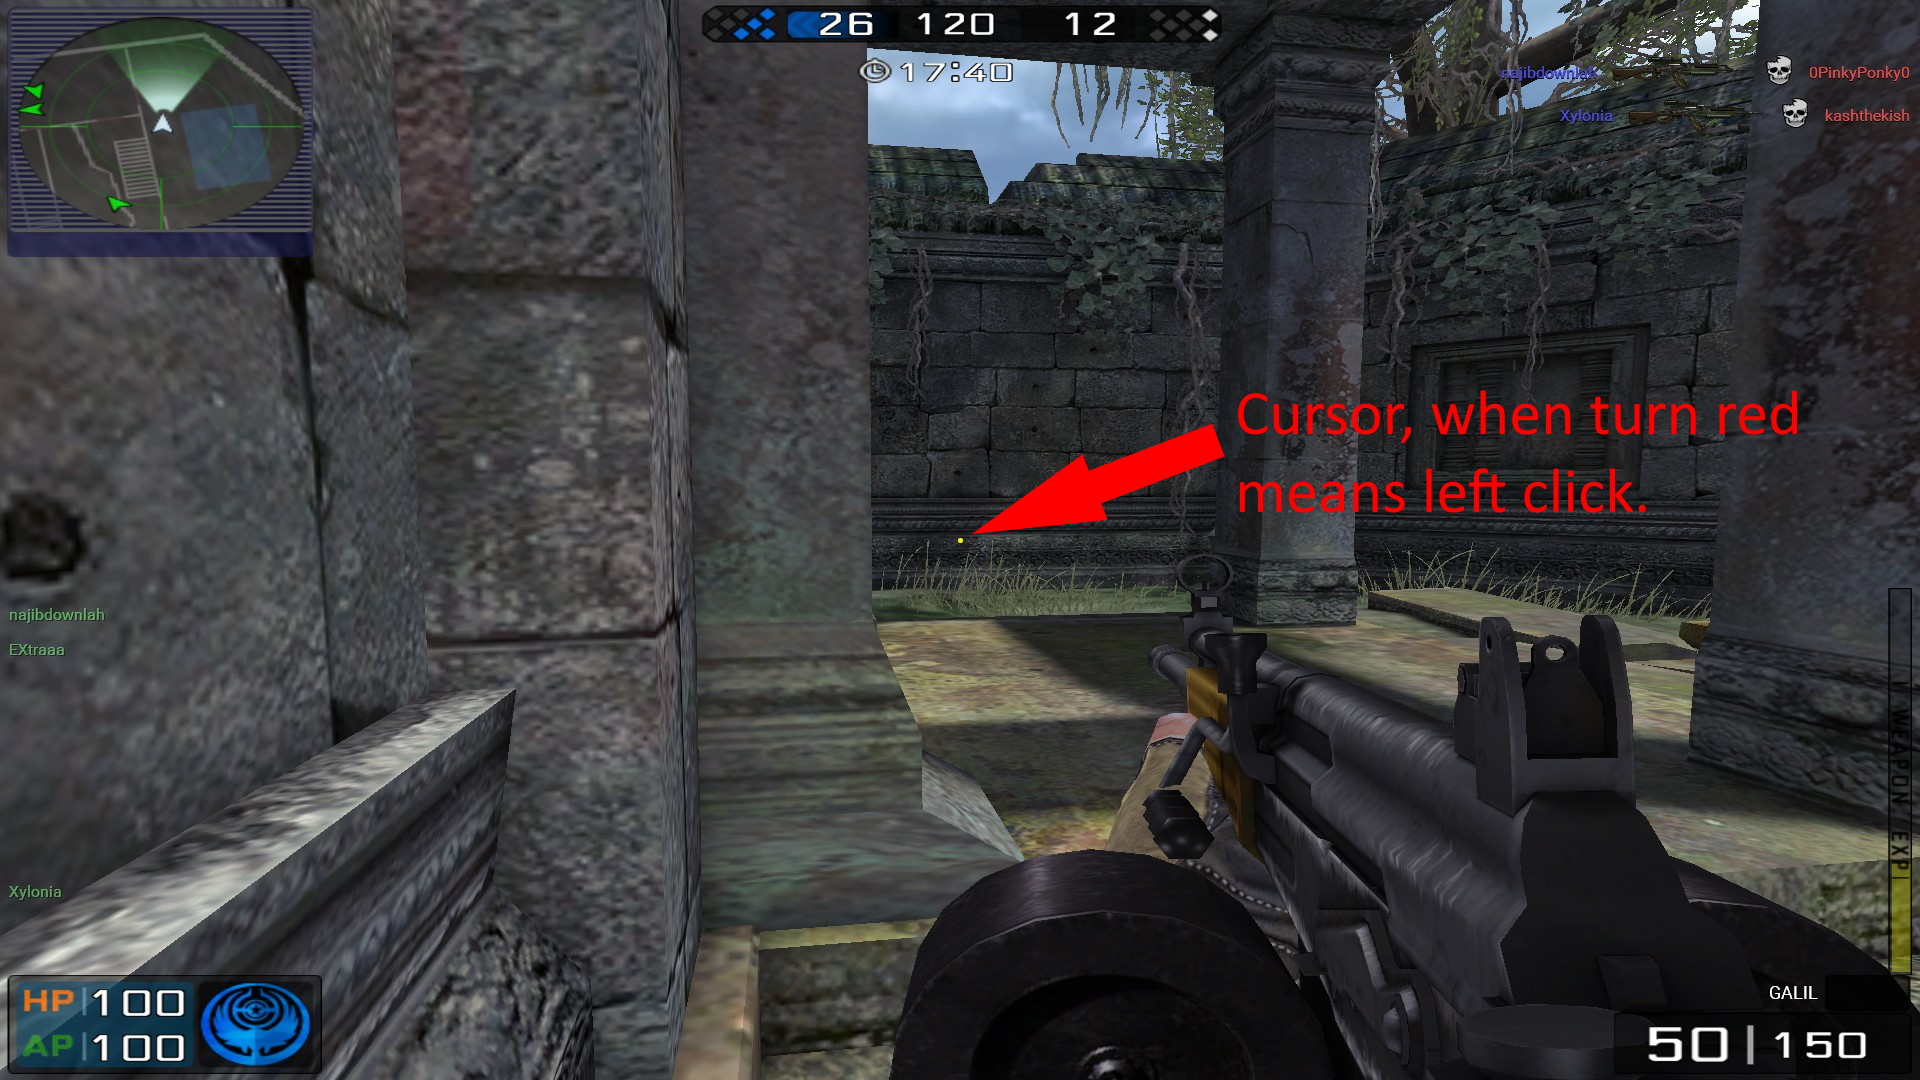 26 120 12
17:40
najibdownlah 0PinkyPonky0
Xylonia kashthekish
Cursor, when turn red
means left click.
najibdownlah
EXtraaa
Xylonia
WEAPON EXP
HP 100
AP 100
GALIL
50 | 150